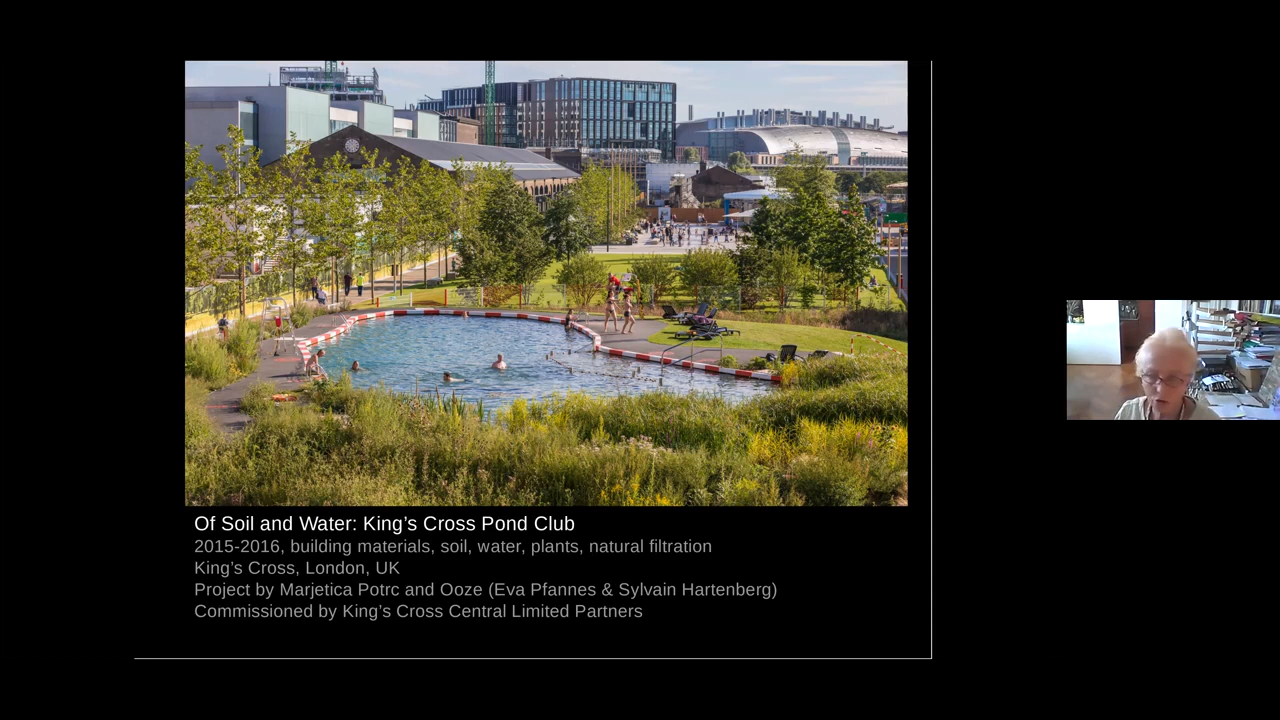 Of Soil and Water: King's Cross Pond Club
2015-2016, building materials, soil, water, plants, natural filtration
King's Cross, London, UK
Project by Marjetica Potrc and Ooze (Eva Pfannes & Sylvain Hartenberg)
Commissioned by King's Cross Central Limited Partners